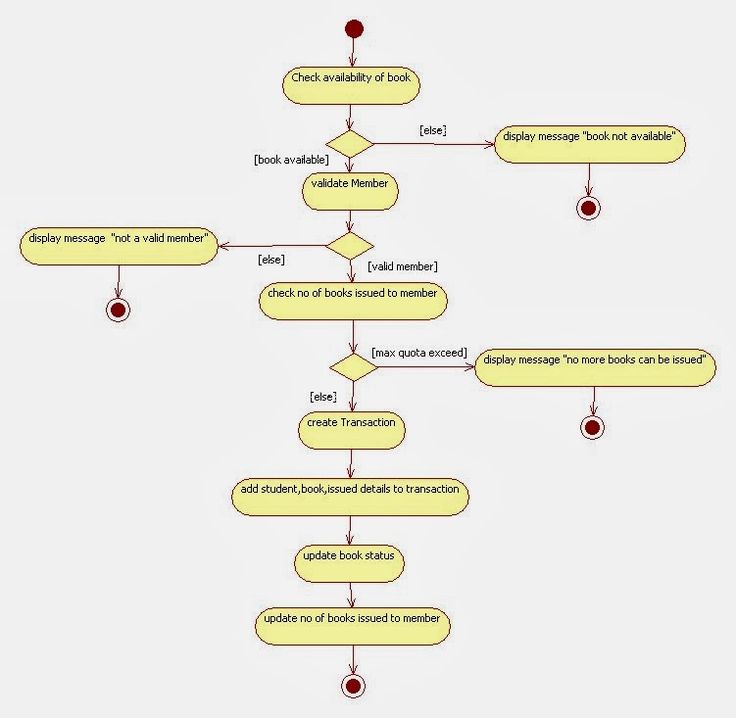 Check availability of book
[else]
display message "book not available"
[book available]
validate Member
display message  "not a valid member"
[else]
[valid member]
check no of books issued to member
[max quota exceed]
display message "no more books can be issued"
[else]
create Transaction
add student,book,issued details to transaction
update book status
update no of books issued to member